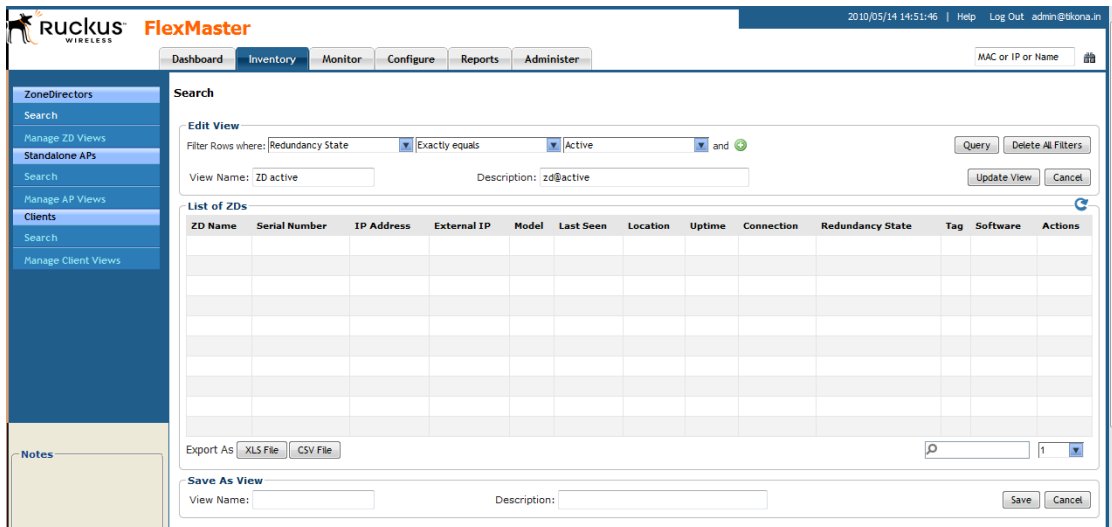 Ruckus WIRELESS FlexMaster
2010/05/14 14:51:46 | Help Log Out admin@tikona.in
Dashboard Inventory Monitor Configure Reports Administer
MAC or IP or Name
ZoneDirectors
Search
Manage ZD Views
Standalone APs
Search
Manage AP Views
Clients
Search
Manage Client Views
Notes
Search
Edit View
Filter Rows where: Redundancy State Exactly equals Active and
Query Delete All Filters
View Name: ZD active Description: zd@active
Update View Cancel
List of ZDs
ZD Name Serial Number IP Address External IP Model Last Seen Location Uptime Connection Redundancy State Tag Software Actions
Export As XLS File CSV File
1
Save As View
View Name: Description:
Save Cancel